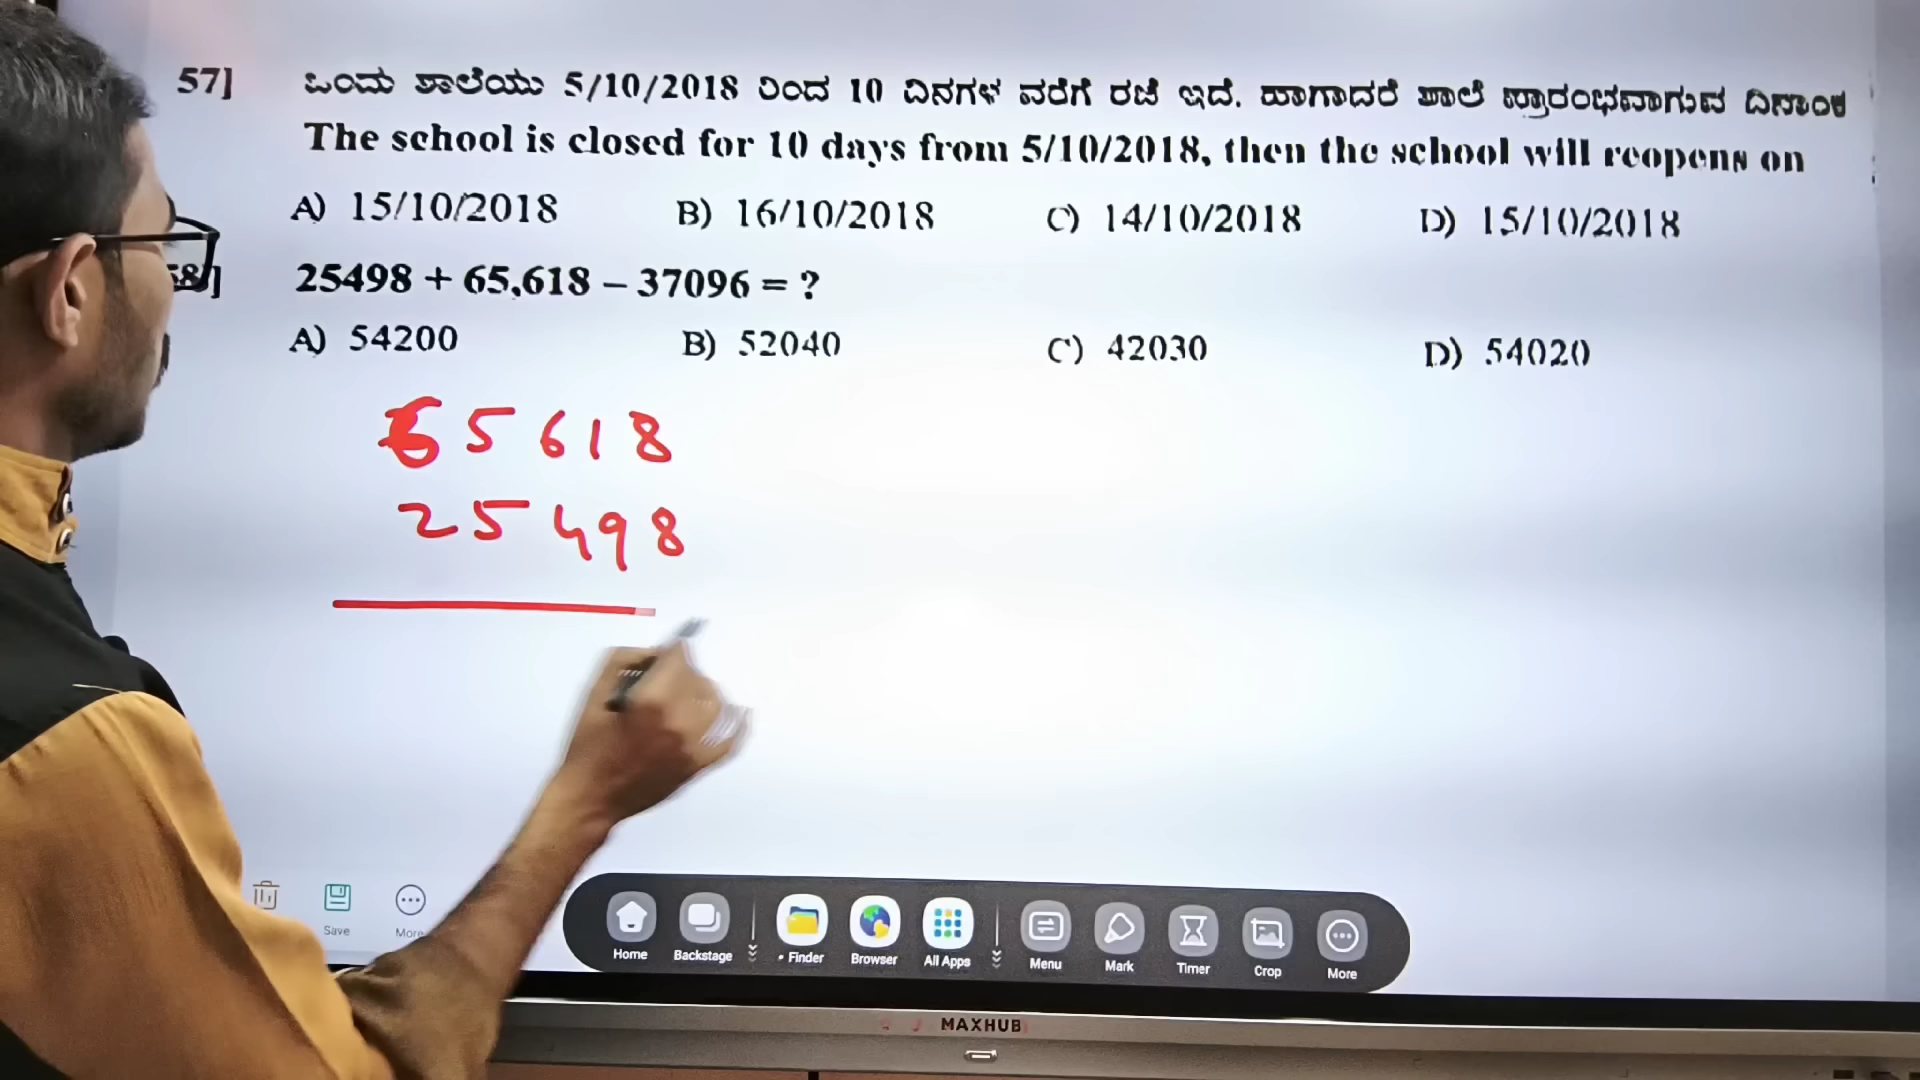 57] ಒಂದು ಶಾಲೆಯು 5/10/2018 ರಿಂದ 10 ದಿನಗಳ ವರೆಗೆ ರಜೆ ಇದೆ. ಹಾಗಾದರೆ ಶಾಲೆ ಪ್ರಾರಂಭವಾಗುವ ದಿನಾಂಕ
The school is closed for 10 days from 5/10/2018, then the school will reopens on
A) 15/10/2018 B) 16/10/2018 C) 14/10/2018 D) 15/10/2018
58] 25498 + 65,618 – 37096 = ?
A) 54200 B) 52040 C) 42030 D) 54020
65618
25498
Save More
Home Backstage • Finder Browser All Apps Menu Mark Timer Crop More
MAXHUB